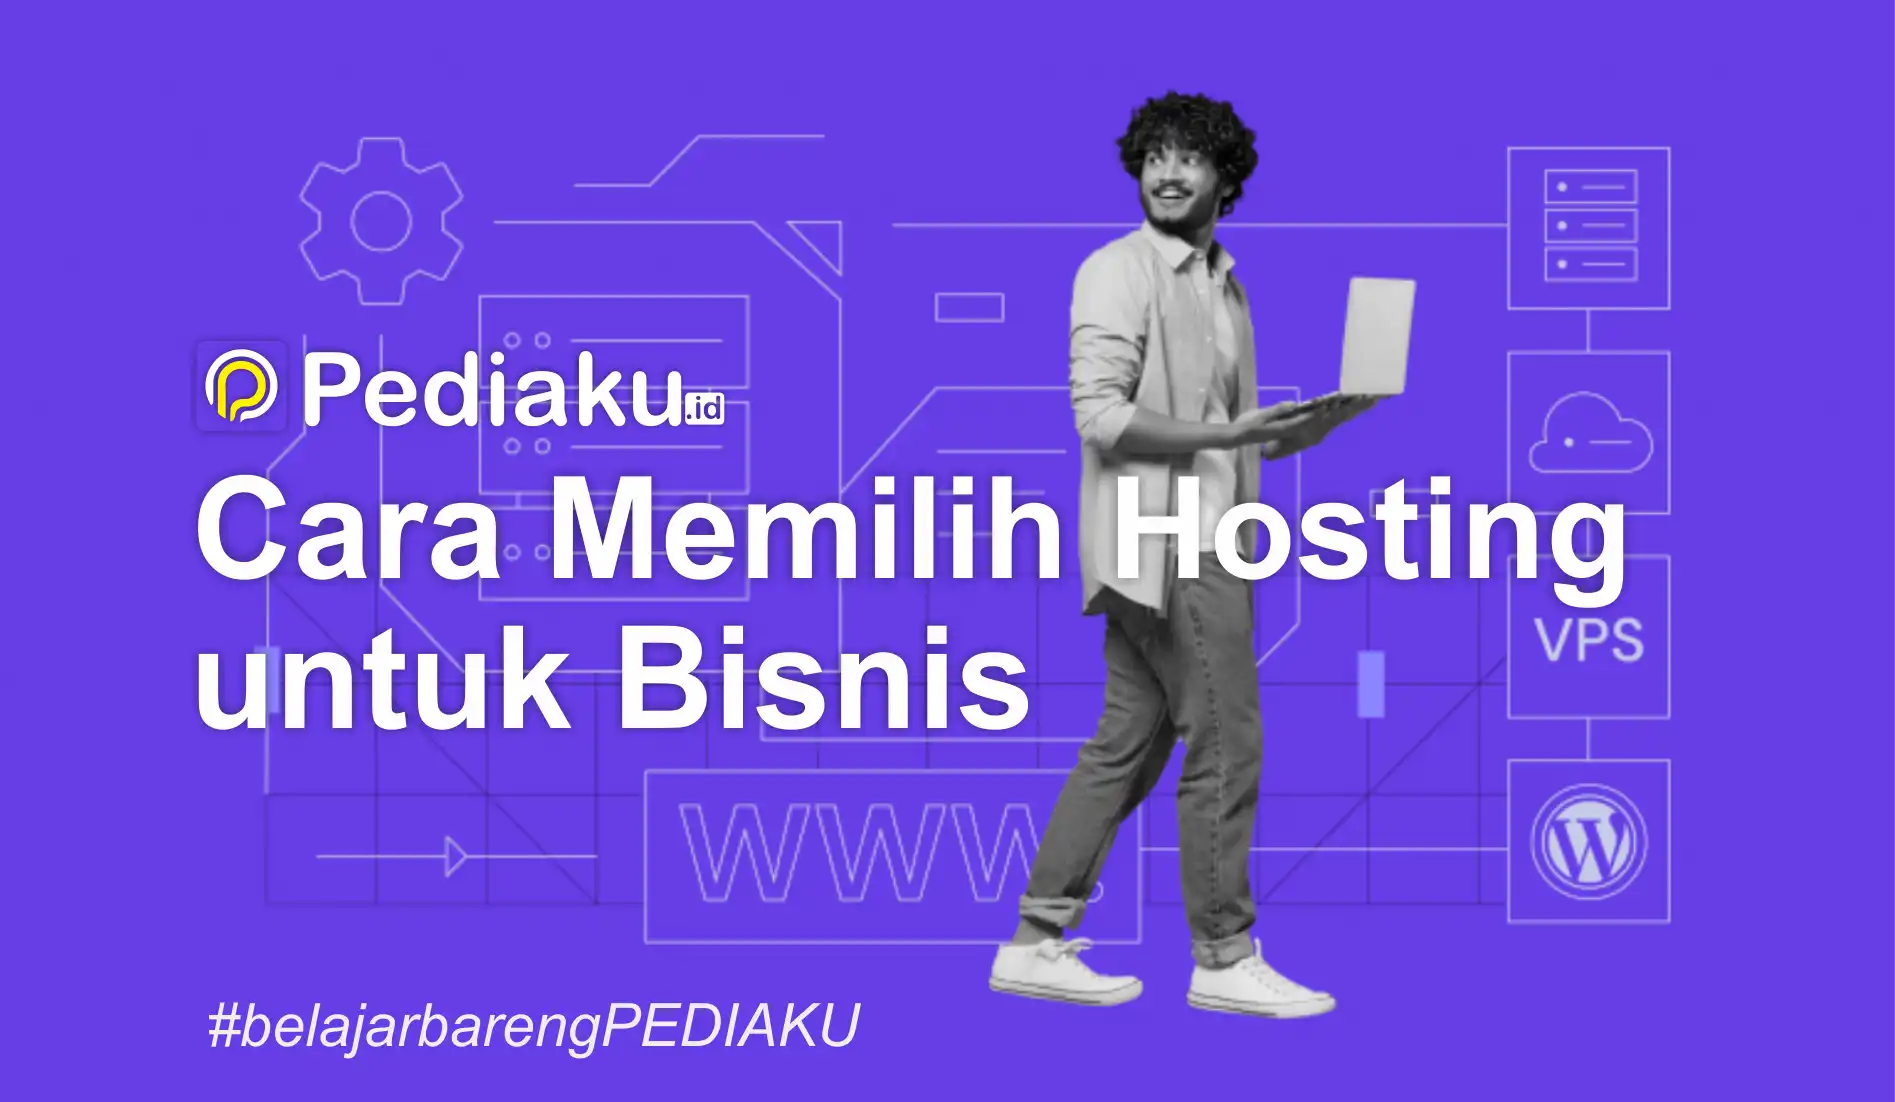 Pediaku.id
Cara Memilih Hosting
untuk Bisnis
VPS
WWW.
#belajarbarengPEDIAKU